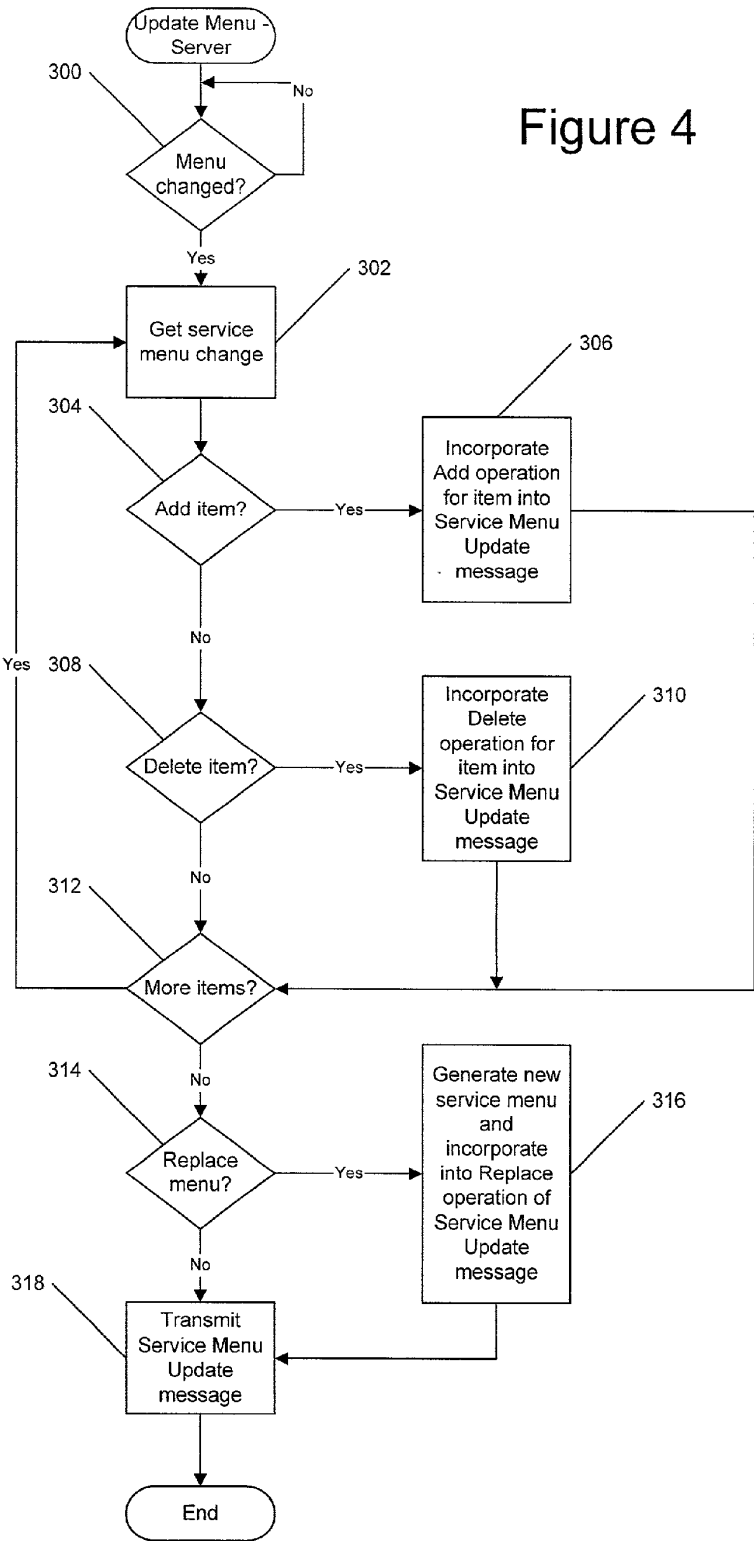 Update Menu -
Server
300
No
Figure 4
Menu
changed?
Yes
302
Get service
menu change
306
304
Incorporate
Add operation
for item into
Service Menu
Update
message
Add item?
Yes
No
Yes
308
Incorporate
Delete
operation for
item into
Service Menu
Update
message
310
Delete item?
Yes
No
312
More items?
No
314
Generate new
service menu
and
incorporate
into Replace
operation of
Service Menu
Update
message
316
Replace
menu?
Yes
No
318
Transmit
Service Menu
Update
message
End